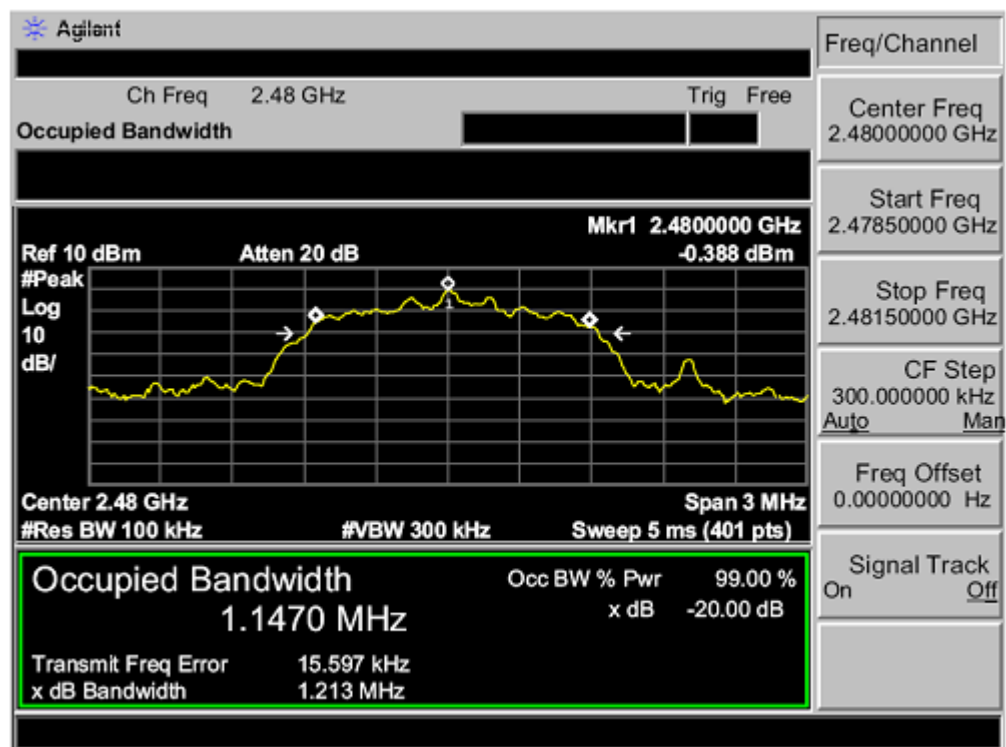 Agilent
Freq/Channel
Ch Freq 2.48 GHz Trig Free
Occupied Bandwidth
Center Freq
2.48000000 GHz
Start Freq
2.47850000 GHz
Stop Freq
2.48150000 GHz
CF Step
300.000000 kHz
Auto Man
Freq Offset
0.00000000 Hz
Signal Track
On Off
Mkr1 2.4800000 GHz
Ref 10 dBm Atten 20 dB -0.388 dBm
#Peak
Log
10
dB/
1
Center 2.48 GHz Span 3 MHz
#Res BW 100 kHz #VBW 300 kHz Sweep 5 ms (401 pts)
Occupied Bandwidth Occ BW % Pwr 99.00 %
1.1470 MHz x dB -20.00 dB
Transmit Freq Error 15.597 kHz
x dB Bandwidth 1.213 MHz